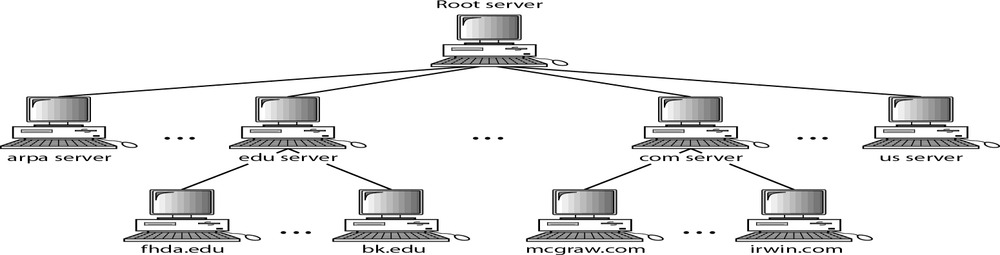 Root server
arpa server
edu server
com server
us server
fhda.edu
bk.edu
mcgraw.com
irwin.com